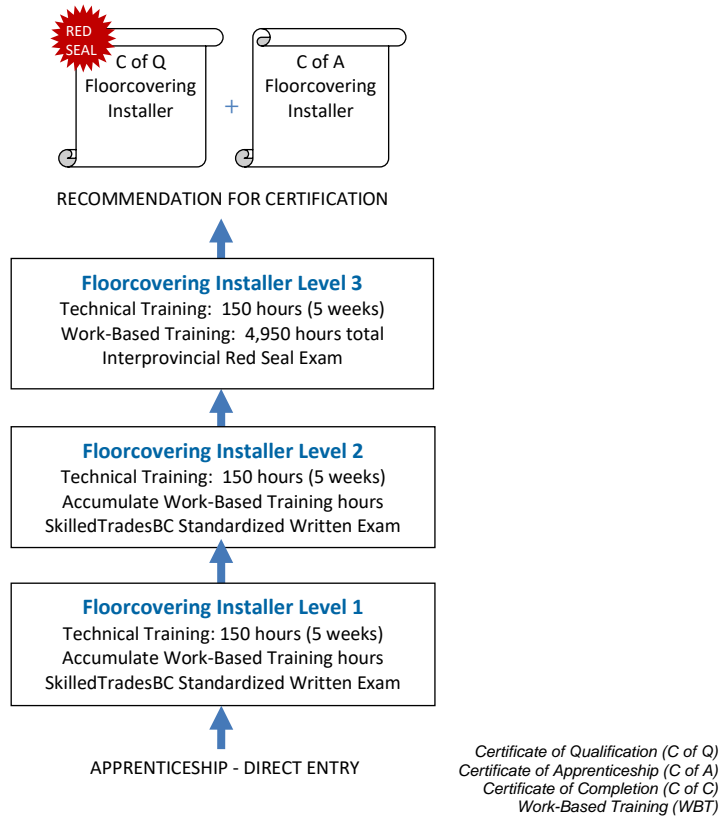 RED
SEAL
C of Q
Floorcovering
Installer
+
C of A
Floorcovering
Installer
RECOMMENDATION FOR CERTIFICATION
Floorcovering Installer Level 3
Technical Training:  150 hours (5 weeks)
Work-Based Training:  4,950 hours total
Interprovincial Red Seal Exam
Floorcovering Installer Level 2
Technical Training:  150 hours (5 weeks)
Accumulate Work-Based Training hours
SkilledTradesBC Standardized Written Exam
Floorcovering Installer Level 1
Technical Training: 150 hours (5 weeks)
Accumulate Work-Based Training hours
SkilledTradesBC Standardized Written Exam
APPRENTICESHIP - DIRECT ENTRY
Certificate of Qualification (C of Q)
Certificate of Apprenticeship (C of A)
Certificate of Completion (C of C)
Work-Based Training (WBT)